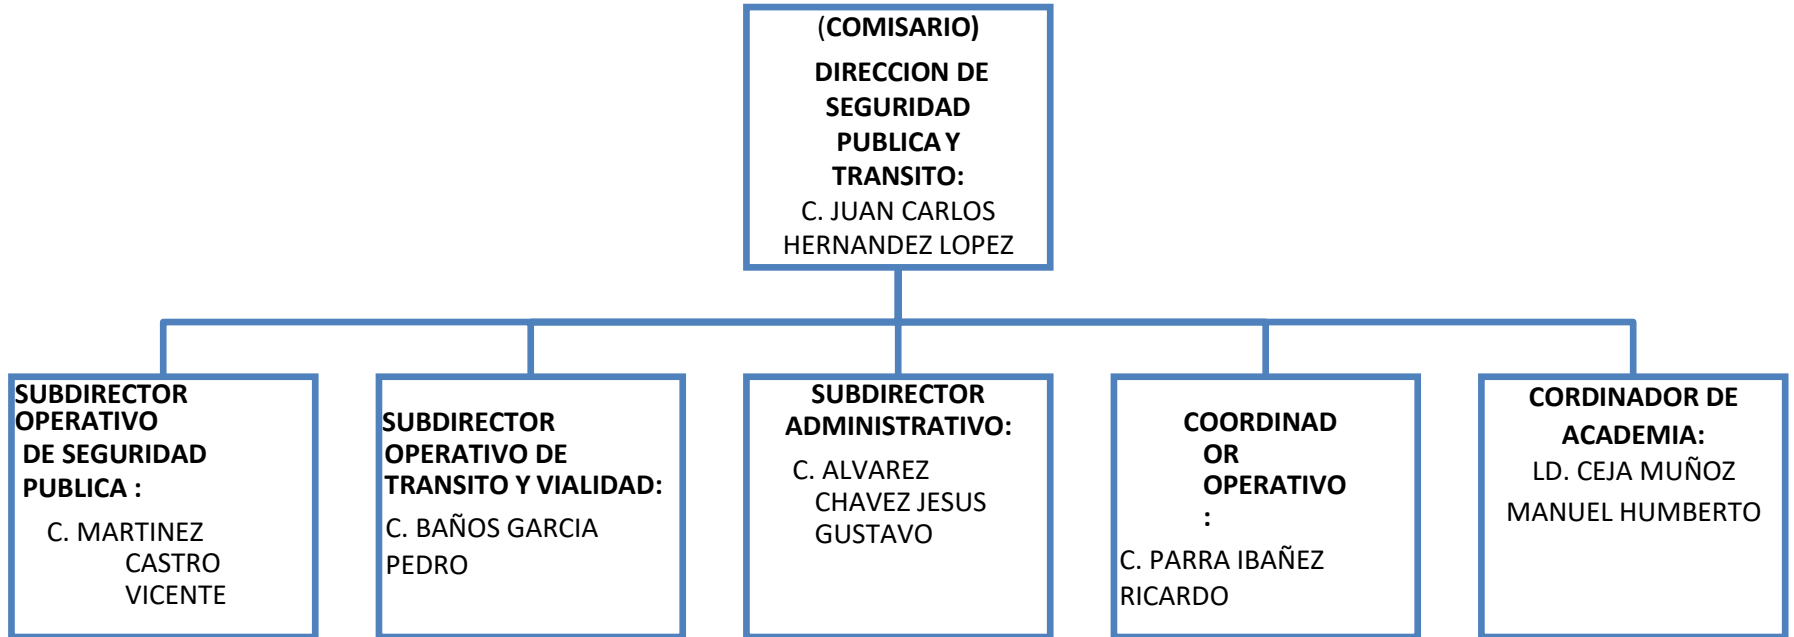 (COMISARIO)
DIRECCION DE
SEGURIDAD
PUBLICA Y
TRANSITO:
C. JUAN CARLOS
HERNANDEZ LOPEZ
SUBDIRECTOR
OPERATIVO
DE SEGURIDAD
PUBLICA :
C. MARTINEZ
CASTRO
VICENTE
SUBDIRECTOR
OPERATIVO DE
TRANSITO Y VIALIDAD:
C. BAÑOS GARCIA
PEDRO
SUBDIRECTOR
ADMINISTRATIVO:
C. ALVAREZ
CHAVEZ JESUS
GUSTAVO
COORDINAD
OR
OPERATIVO
:
C. PARRA IBAÑEZ
RICARDO
CORDINADOR DE
ACADEMIA:
LD. CEJA MUÑOZ
MANUEL HUMBERTO